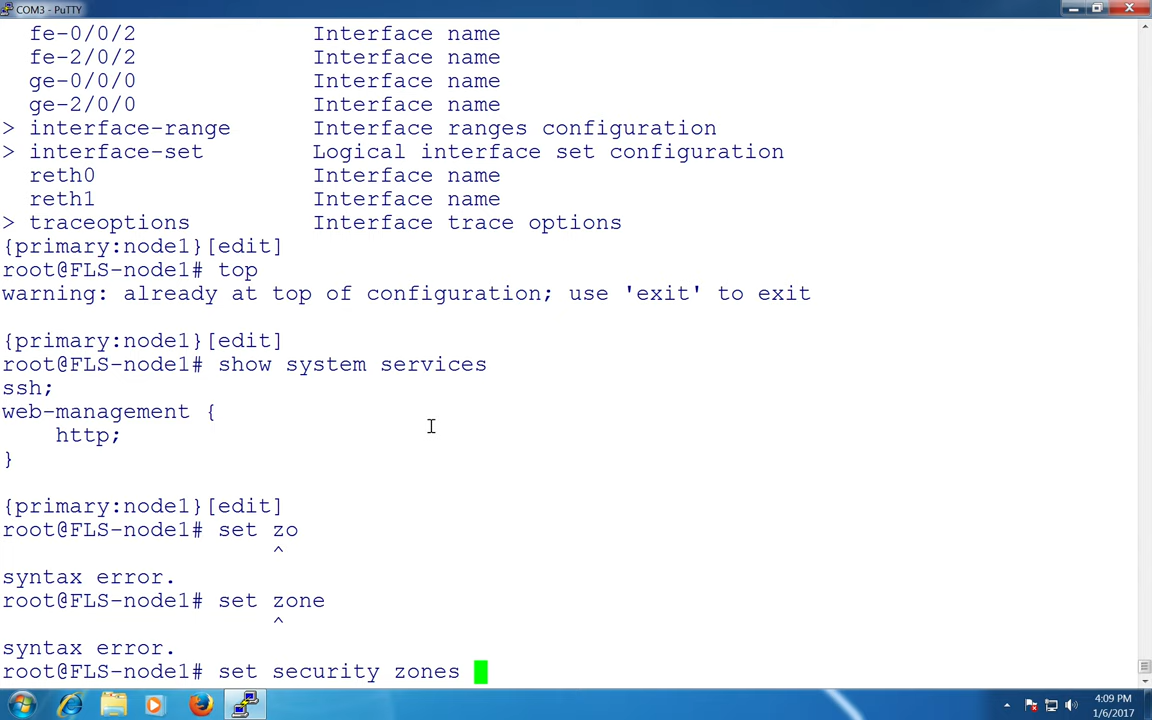 COM3 - PuTTY
fe-0/0/2 Interface name
fe-2/0/2 Interface name
ge-0/0/0 Interface name
ge-2/0/0 Interface name
> interface-range Interface ranges configuration
> interface-set Logical interface set configuration
reth0 Interface name
reth1 Interface name
> traceoptions Interface trace options
{primary:node1}[edit]
root@FLS-node1# top
warning: already at top of configuration; use 'exit' to exit
{primary:node1}[edit]
root@FLS-node1# show system services
ssh;
web-management {
http;
}
{primary:node1}[edit]
root@FLS-node1# set zo
^
syntax error.
root@FLS-node1# set zone
^
syntax error.
root@FLS-node1# set security zones
4:09 PM
1/6/2017